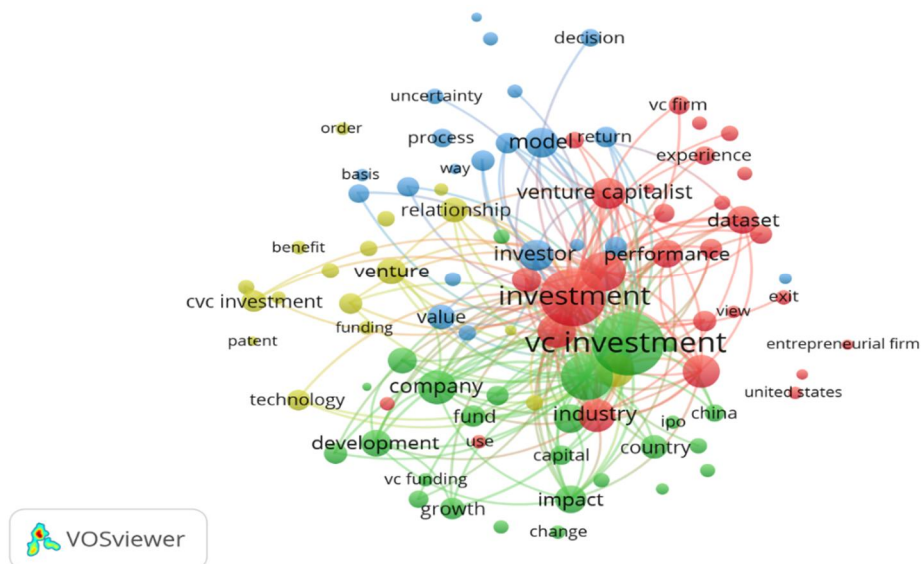 decision
uncertainty
vc firm
order
process
model
return
experience
way
basis
venture capitalist
relationship
dataset
benefit
investor
performance
venture
cvc investment
investment
exit
value
view
funding
patent
vc investment
entrepreneurial firm
company
united states
technology
fund
industry
china
ipo
development
use
country
capital
vc funding
growth
impact
change
VOSviewer